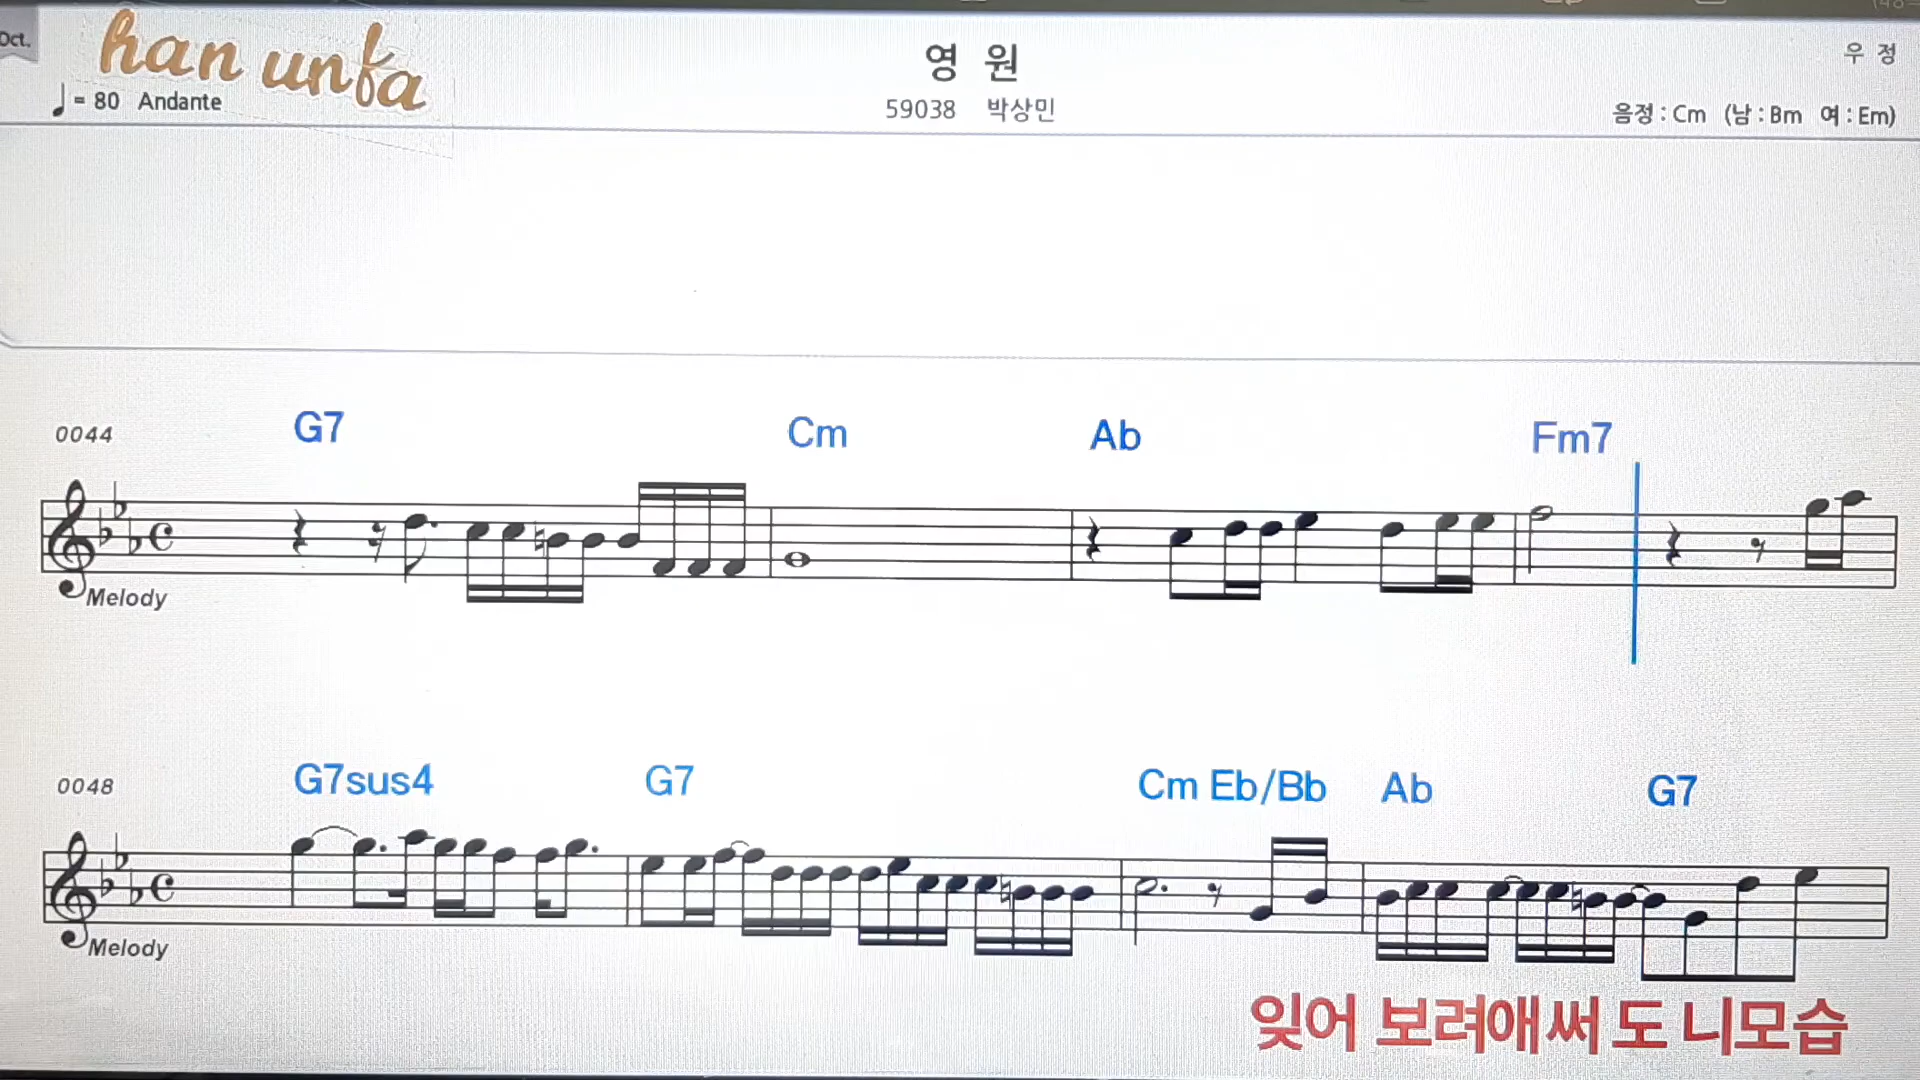 Oct.
han unfa
영 원
우 정
= 80 Andante
59038 박상민
음정 : Cm (남 : Bm 여 : Em)
0044 G7 Cm Ab Fm7
Melody
0048 G7sus4 G7 Cm Eb/Bb Ab G7
Melody
잊어 보려애써 도 니모습